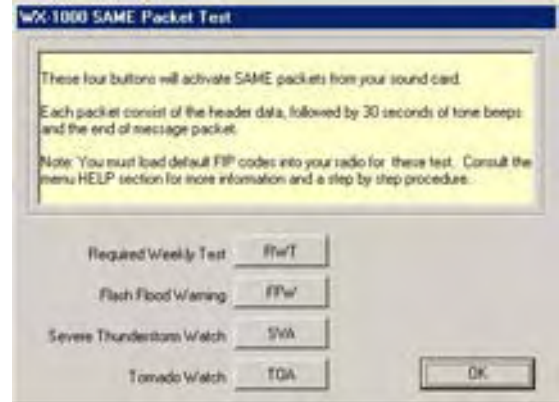 WX-1000 SAME Packet Test
These four buttons will activate SAME packets from your sound card.
Each packet consist of the header data, followed by 30 seconds of tone beeps
and the end of message packet.
Note: You must load default FIP codes into your radio for these test. Consult the
menu HELP section for more information and a step by step procedure.
Required Weekly Test RWT
Flash Flood Warning FFW
Severe Thunderstorm Watch SVA
Tornado Watch TOA
OK